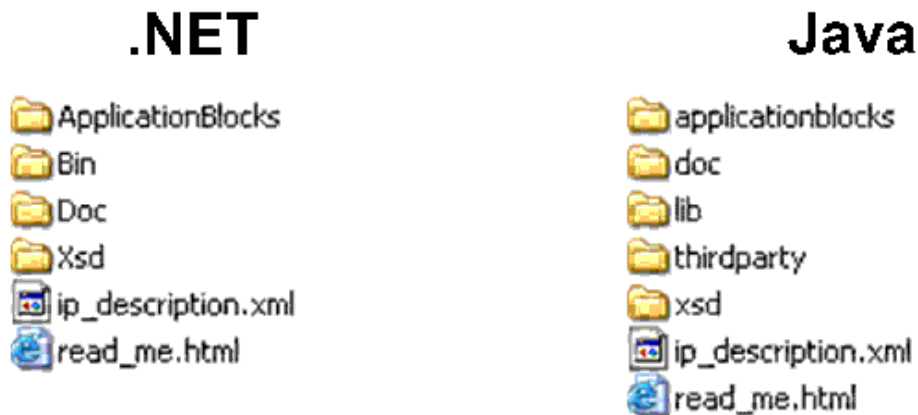 .NET
ApplicationBlocks
Bin
Doc
Xsd
ip_description.xml
read_me.html
Java
applicationblocks
doc
lib
thirdparty
xsd
ip_description.xml
read_me.html